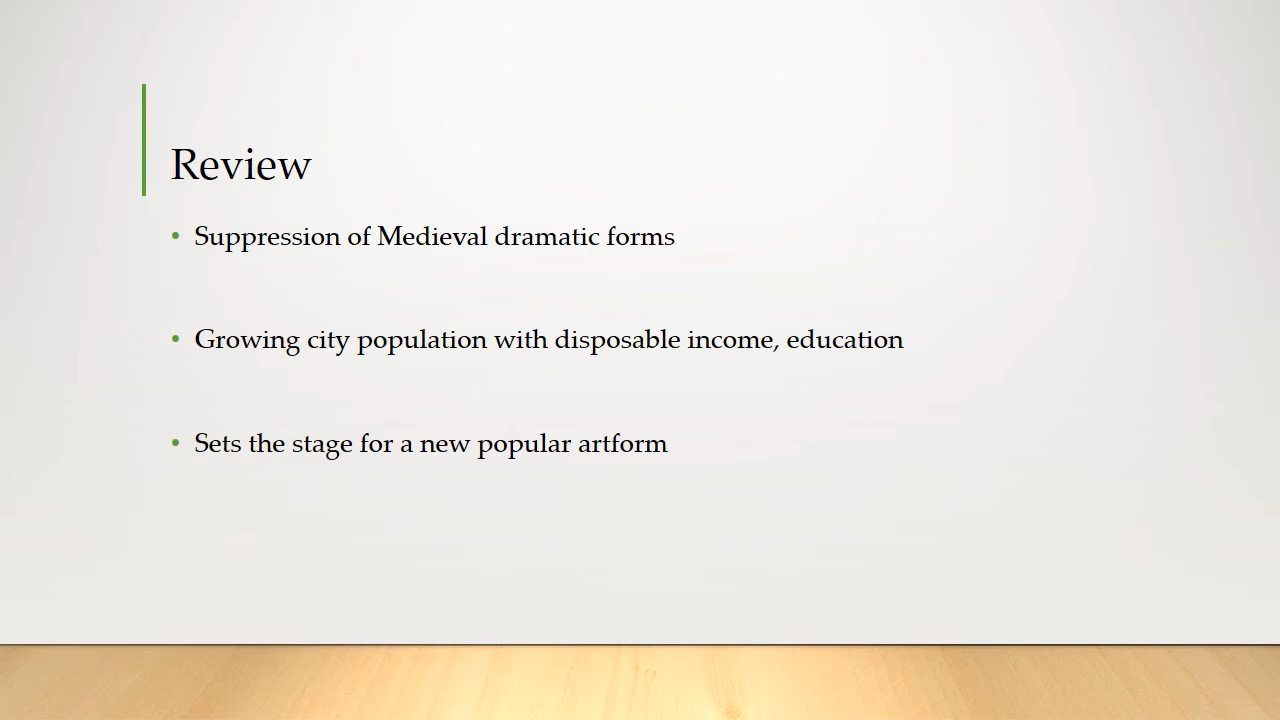 Review
• Suppression of Medieval dramatic forms
• Growing city population with disposable income, education
• Sets the stage for a new popular artform